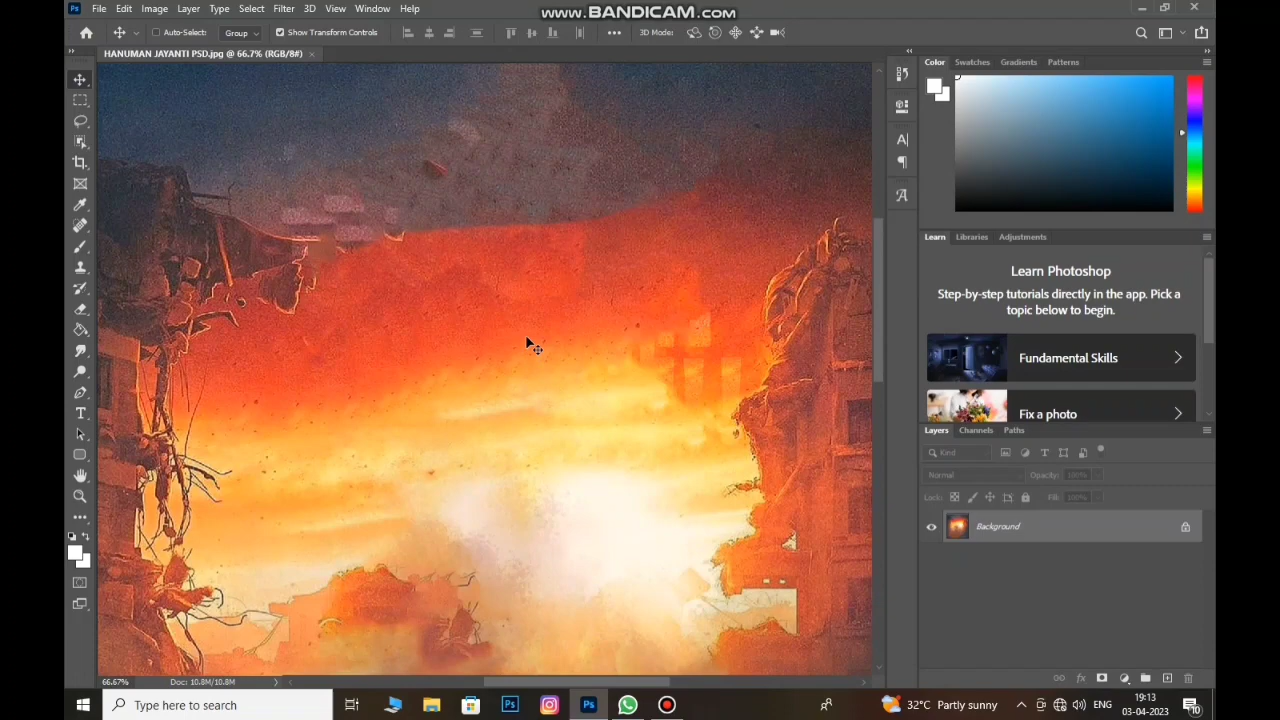 www.BANDICAM.com
Ps File Edit Image Layer Type Select Filter 3D View Plugins Window Help
Auto-Select: Group Show Transform Controls 3D Mode:
HANUMAN JAYANTI PSD.jpg @ 66.7% (RGB/8#)
Color Swatches Gradients Patterns
Learn Libraries Adjustments
Learn Photoshop
Step-by-step tutorials directly in the app. Pick a
topic below to begin.
Fundamental Skills
Fix a photo
Layers Channels Paths
Kind
Normal Opacity: 100%
Lock: Fill: 100%
Background
66.67% Doc: 10.8M/10.8M
Type here to search
Ps
Ps
32°C Partly sunny
ENG
19:13
03-04-2023
10